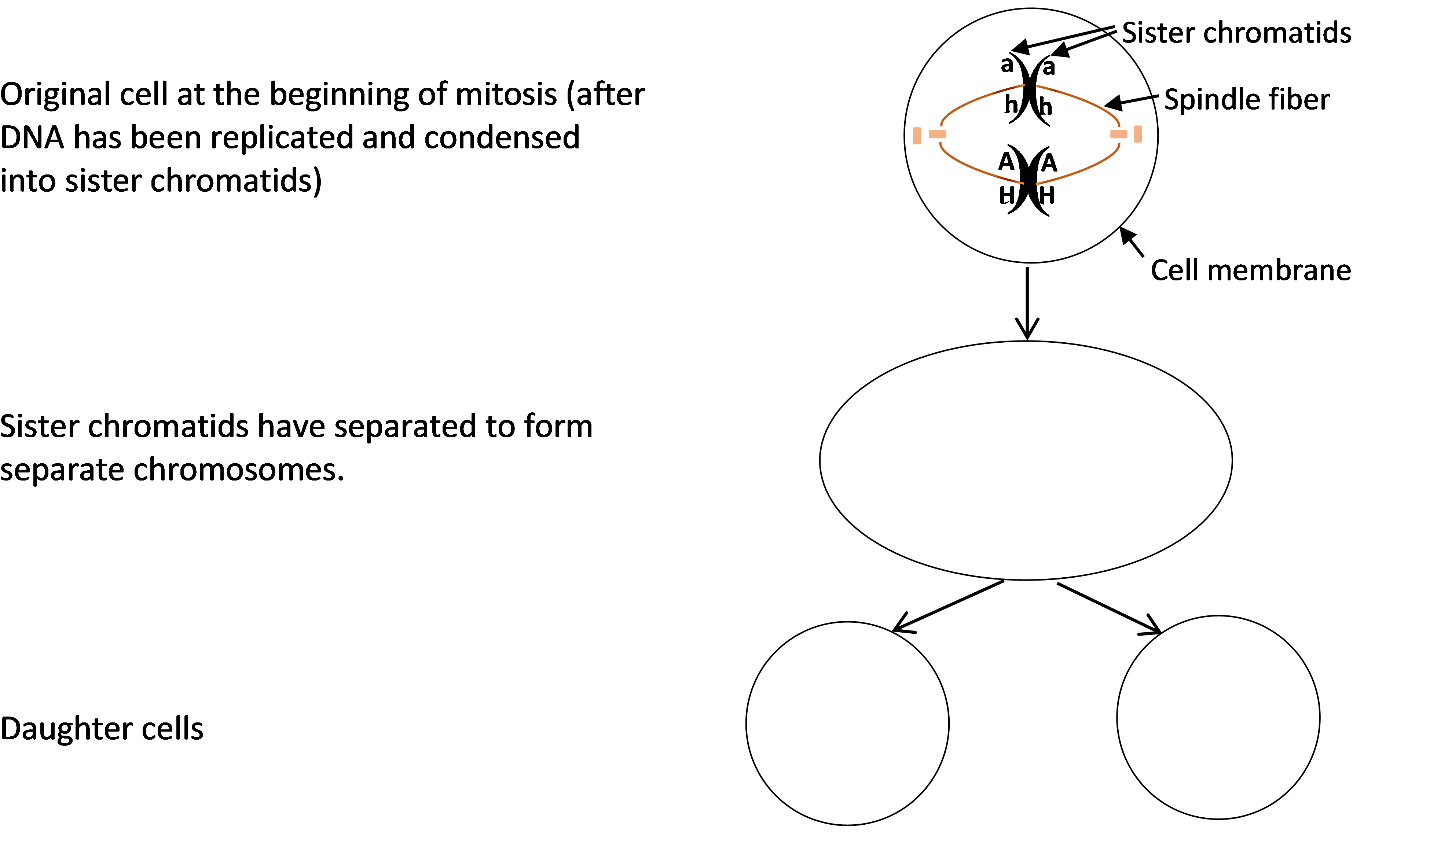 Sister chromatids
a a
Original cell at the beginning of mitosis (after
h h
Spindle fiber
DNA has been replicated and condensed
A A
into sister chromatids)
H H
Cell membrane
Sister chromatids have separated to form
separate chromosomes.
Daughter cells